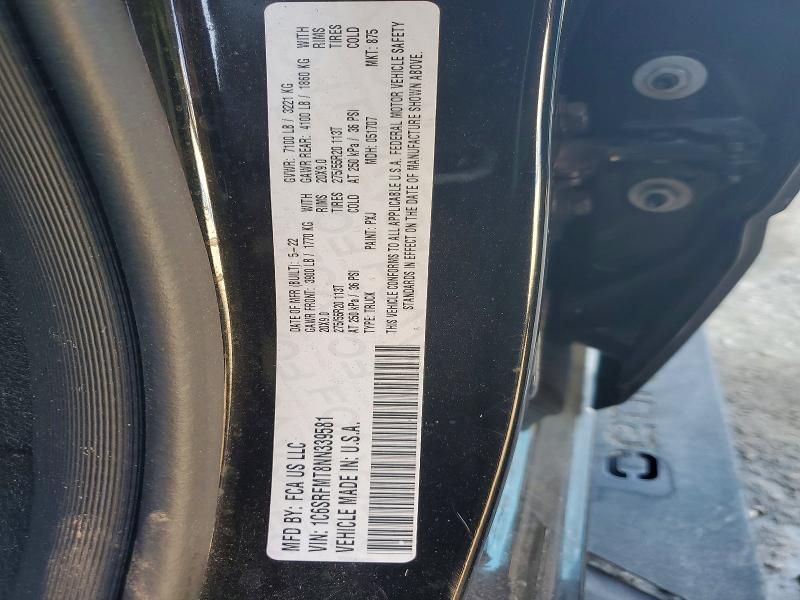 MFD BY: FCA US LLC
DATE OF MFR (BUILT): 5-22
GVWR: 7100 LB / 3221 KG
GAWR FRONT: 3900 LB / 1770 KG WITH
GAWR REAR: 4100 LB / 1860 KG WITH
20X9.0 RIMS
20X9.0 RIMS
275/55R20 113T TIRES
275/55R20 113T TIRES
AT 250 kPa / 36 PSI COLD
AT 250 kPa / 36 PSI COLD
VIN: 1C6SRFMT8NN339581
TYPE: TRUCK
PAINT: PXJ
MDH: 051707
MKT: 875
VEHICLE MADE IN: U.S.A.
THIS VEHICLE CONFORMS TO ALL APPLICABLE U.S.A. FEDERAL MOTOR VEHICLE SAFETY
STANDARDS IN EFFECT ON THE DATE OF MANUFACTURE SHOWN ABOVE.